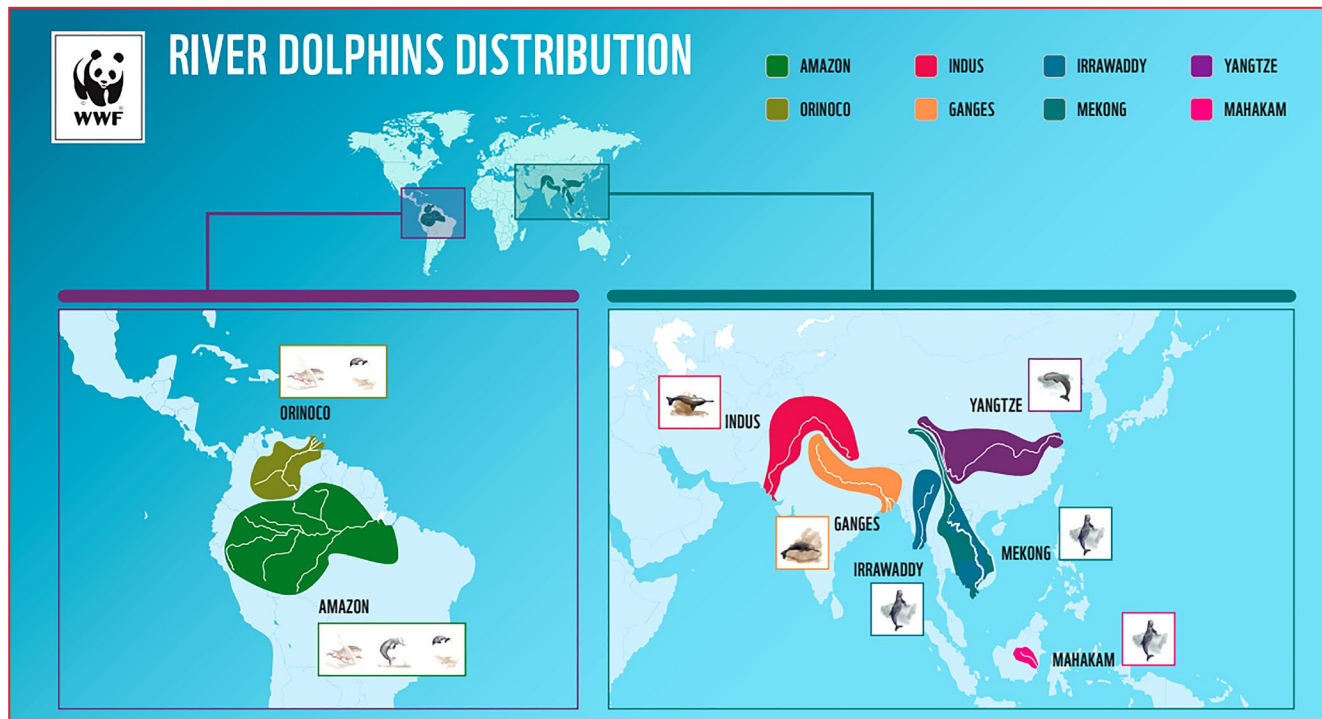 WWF
RIVER DOLPHINS DISTRIBUTION
AMAZON
INDUS
IRRAWADDY
YANGTZE
ORINOCO
GANGES
MEKONG
MAHAKAM
ORINOCO
AMAZON
INDUS
YANGTZE
GANGES
IRRAWADDY
MEKONG
MAHAKAM